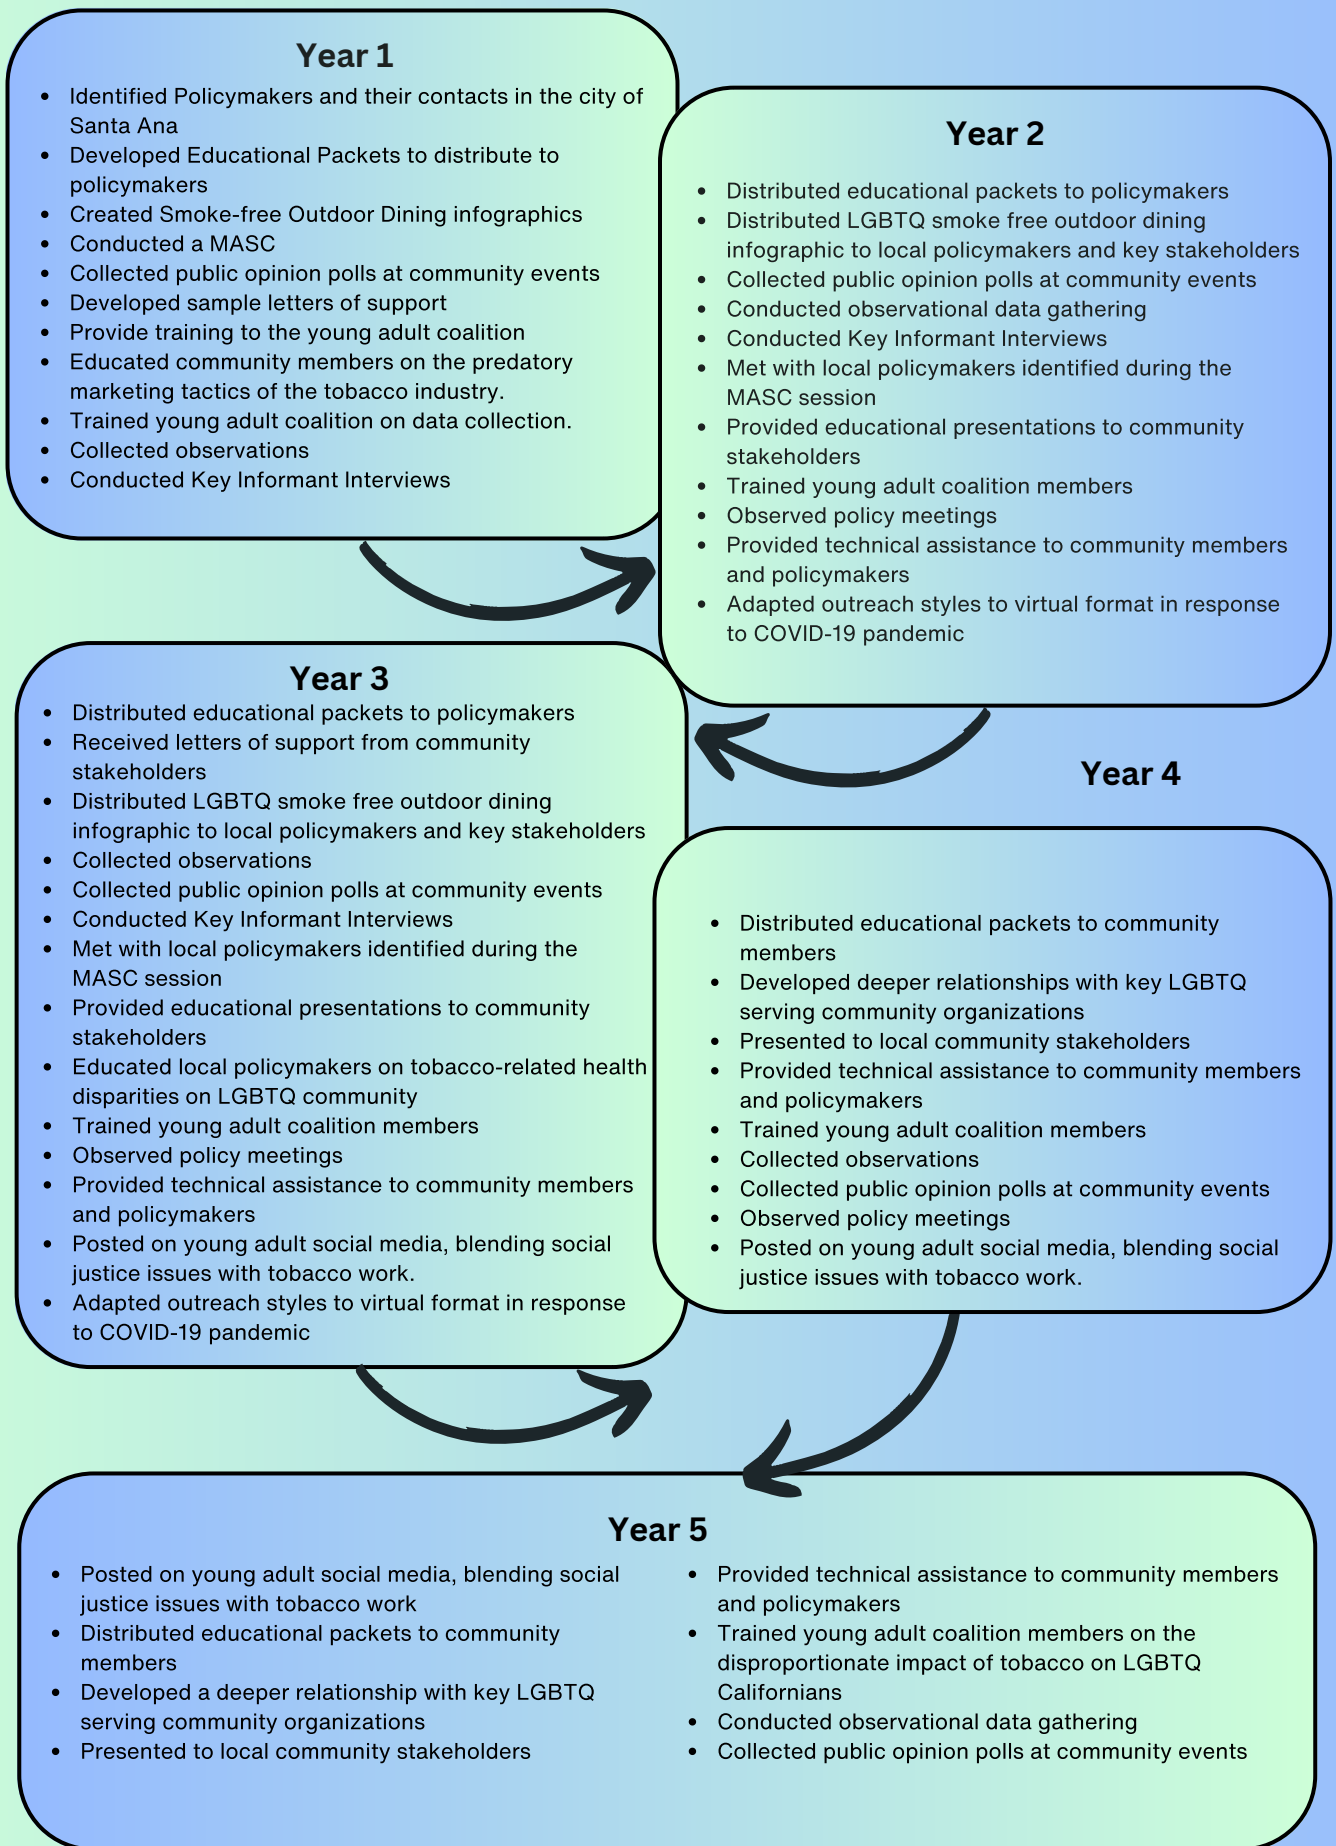 Year 1
• Identified Policymakers and their contacts in the city of
Santa Ana
• Developed Educational Packets to distribute to
policymakers
• Created Smoke-free Outdoor Dining infographics
• Conducted a MASC
• Collected public opinion polls at community events
• Developed sample letters of support
• Provide training to the young adult coalition
• Educated community members on the predatory
marketing tactics of the tobacco industry.
• Trained young adult coalition on data collection.
• Collected observations
• Conducted Key Informant Interviews
Year 2
• Distributed educational packets to policymakers
• Distributed LGBTQ smoke free outdoor dining
infographic to local policymakers and key stakeholders
• Collected public opinion polls at community events
• Conducted observational data gathering
• Conducted Key Informant Interviews
• Met with local policymakers identified during the
MASC session
• Provided educational presentations to community
stakeholders
• Trained young adult coalition members
• Observed policy meetings
• Provided technical assistance to community members
and policymakers
• Adapted outreach styles to virtual format in response
to COVID-19 pandemic
Year 3
• Distributed educational packets to policymakers
• Received letters of support from community
stakeholders
• Distributed LGBTQ smoke free outdoor dining
infographic to local policymakers and key stakeholders
• Collected observations
• Collected public opinion polls at community events
• Conducted Key Informant Interviews
• Met with local policymakers identified during the
MASC session
• Provided educational presentations to community
stakeholders
• Educated local policymakers on tobacco-related health
disparities on LGBTQ community
• Trained young adult coalition members
• Observed policy meetings
• Provided technical assistance to community members
and policymakers
• Posted on young adult social media, blending social
justice issues with tobacco work.
• Adapted outreach styles to virtual format in response
to COVID-19 pandemic
Year 4
• Distributed educational packets to community
members
• Developed deeper relationships with key LGBTQ
serving community organizations
• Presented to local community stakeholders
• Provided technical assistance to community members
and policymakers
• Trained young adult coalition members
• Collected observations
• Collected public opinion polls at community events
• Observed policy meetings
• Posted on young adult social media, blending social
justice issues with tobacco work.
Year 5
• Posted on young adult social media, blending social
justice issues with tobacco work
• Distributed educational packets to community
members
• Developed a deeper relationship with key LGBTQ
serving community organizations
• Presented to local community stakeholders
• Provided technical assistance to community members
and policymakers
• Trained young adult coalition members on the
disproportionate impact of tobacco on LGBTQ
Californians
• Conducted observational data gathering
• Collected public opinion polls at community events